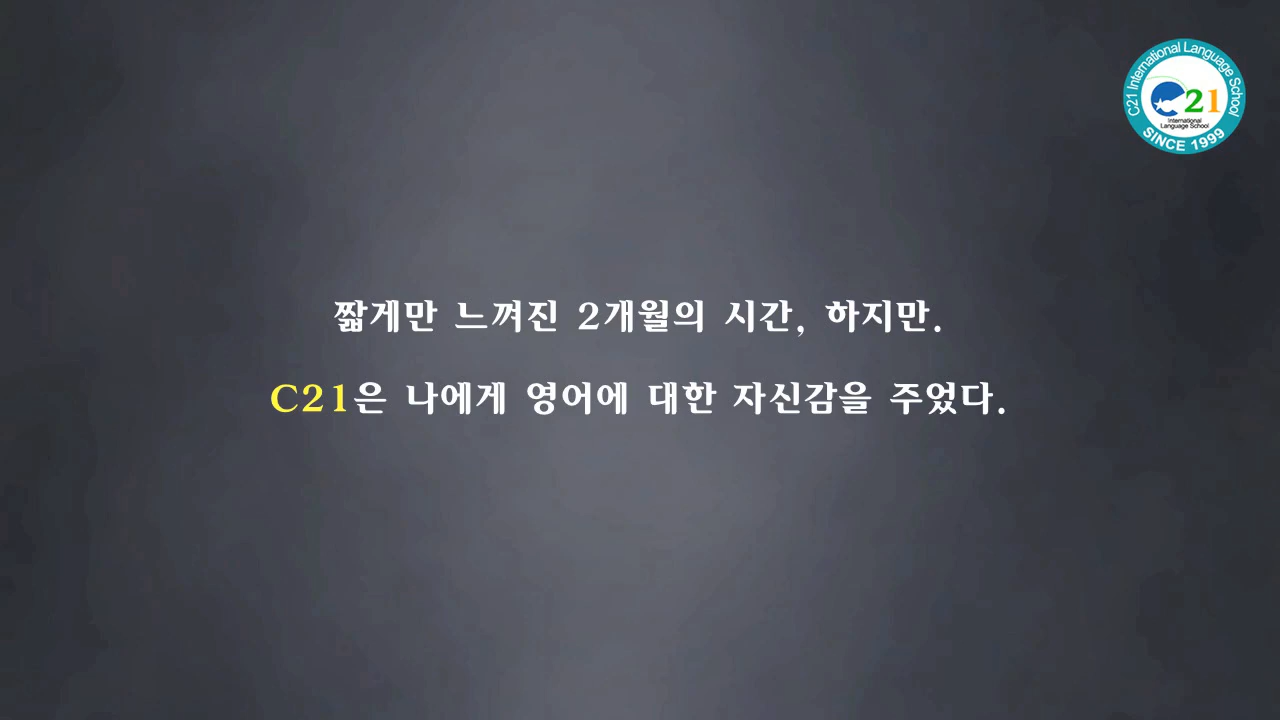 C21 International Language School
C21
International
Language School
SINCE 1999
짧게만 느껴진 2개월의 시간, 하지만.
C21은 나에게 영어에 대한 자신감을 주었다.